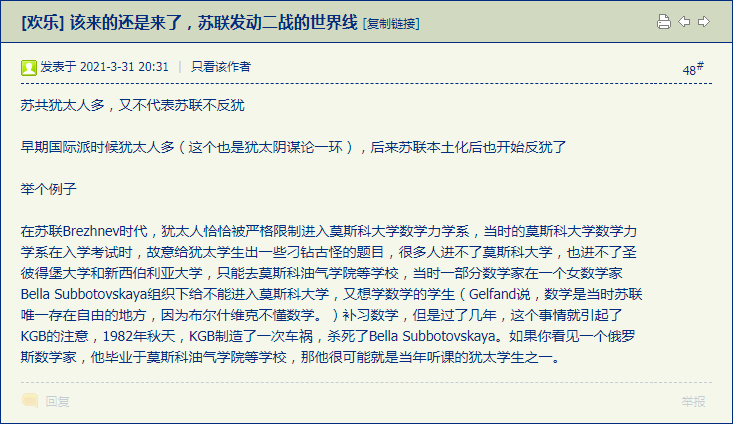 [欢乐] 该来的还是来了，苏联发动二战的世界线 [复制链接]
发表于 2021-3-31 20:31 | 只看该作者
48#
苏共犹太人多，又不代表苏联不反犹
早期国际派时候犹太人多（这个也是犹太阴谋论一环），后来苏联本土化后也开始反犹了
举个例子
在苏联Brezhnev时代，犹太人恰恰被严格限制进入莫斯科大学数学力学系，当时的莫斯科大学数学力
学系在入学考试时，故意给犹太学生出一些刁钻古怪的题目，很多人进不了莫斯科大学，也进不了圣
彼得堡大学和新西伯利亚大学，只能去莫斯科油气学院等学校，当时一部分数学家在一个女数学家
Bella Subbotovskaya组织下给不能进入莫斯科大学，又想学数学的学生（Gelfand说，数学是当时苏联
唯一存在自由的地方，因为布尔什维克不懂数学。）补习数学，但是过了几年，这个事情就引起了
KGB的注意，1982年秋天，KGB制造了一次车祸，杀死了Bella Subbotovskaya。如果你看见一个俄罗
斯数学家，他毕业于莫斯科油气学院等学校，那他很可能就是当年听课的犹太学生之一。
回复
举报